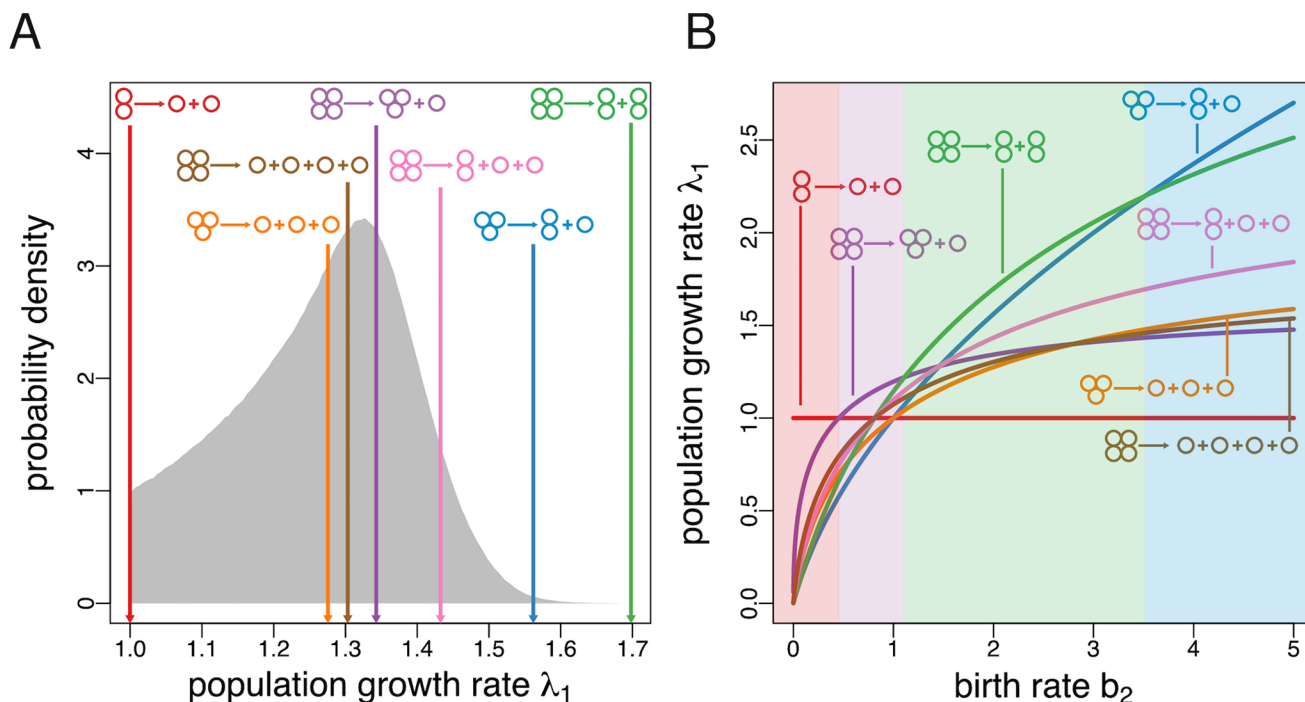 A
B
probability density
4
3
2
1
0
1.0 1.1 1.2 1.3 1.4 1.5 1.6 1.7
population growth rate λ₁
+
+
+
+ + +
+ +
+ +
+
population growth rate λ₁
2.5
2.0
1.5
1.0
0.5
0.0
0 1 2 3 4 5
birth rate b₂
+
+
+
+
+ +
+ +
+ + +